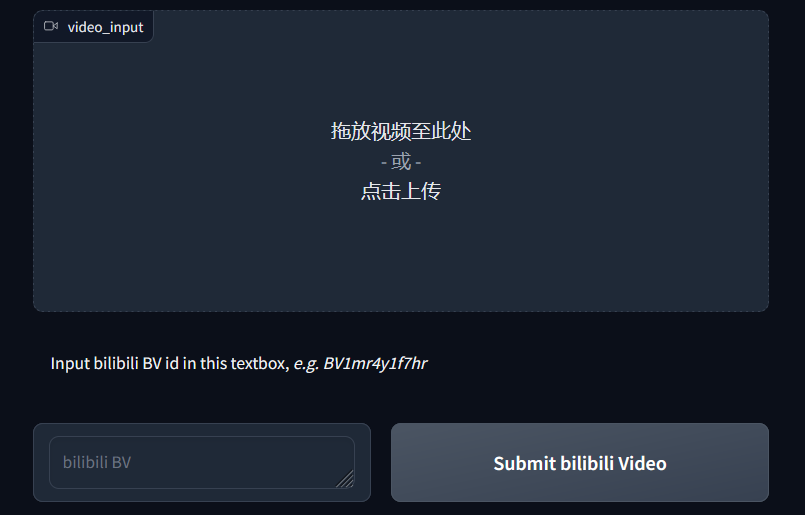 video_input
拖放视频至此处
- 或 -
点击上传
Input bilibili BV id in this textbox, e.g. BV1mr4y1f7hr
bilibili BV
Submit bilibili Video